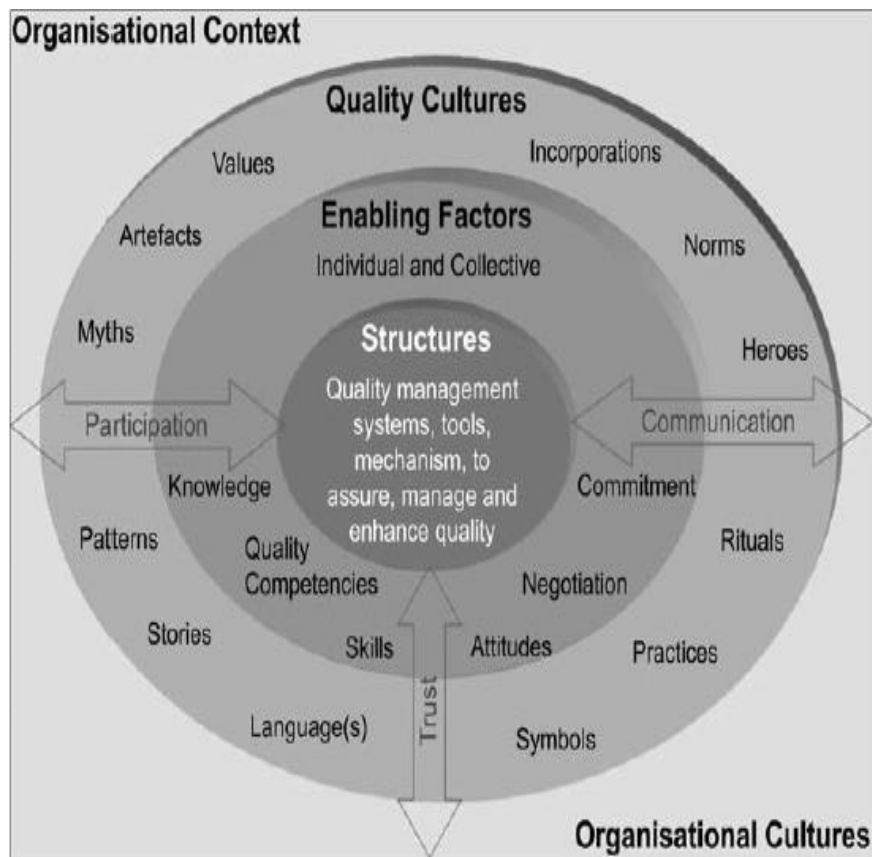 Organisational Context
Quality Cultures
Values
Incorporations
Artefacts
Enabling Factors
Norms
Individual and Collective
Myths
Structures
Heroes
Quality management
systems, tools,
mechanism, to
assure, manage and
enhance quality
Participation
Communication
Knowledge
Commitment
Patterns
Rituals
Quality
Competencies
Negotiation
Stories
Skills
Attitudes
Practices
Trust
Language(s)
Symbols
Organisational Cultures